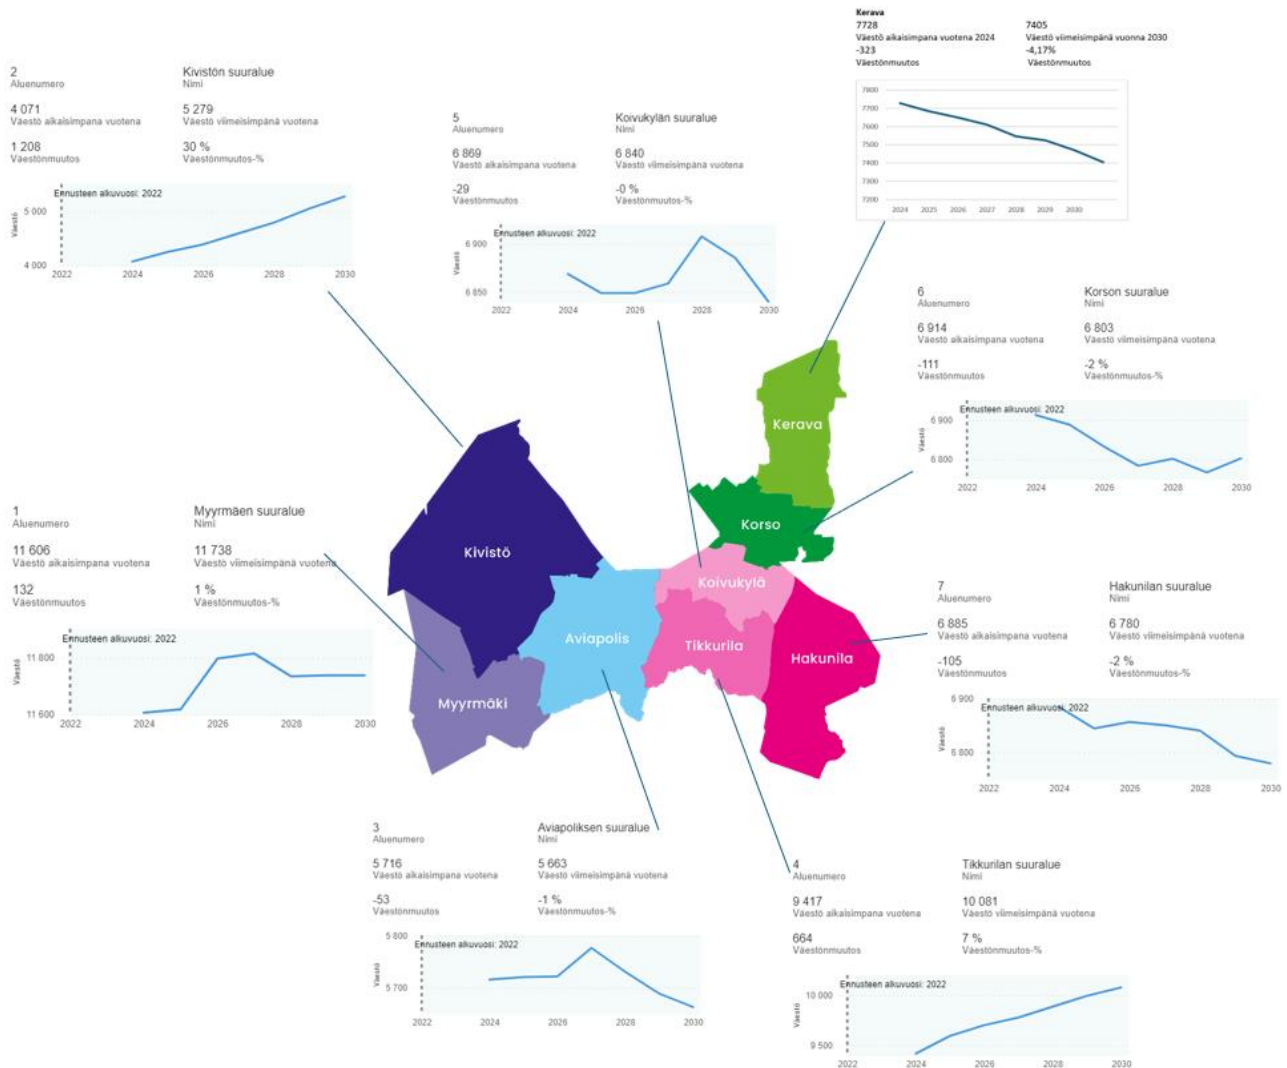 Kerava
7728 7405
Väestö aikaisimpana vuotena 2024 Väestö viimeisimpänä vuonna 2030
-323 -4,17%
Väestönmuutos Väestönmuutos
7800
7700
7600
7500
7400
7300
7200
2024 2025 2026 2027 2028 2029 2030
2 Kivistön suuralue
Aluenumero Nimi
4 071 5 279
Väestö aikaisimpana vuotena Väestö viimeisimpänä vuotena
1 208 30 %
Väestönmuutos Väestönmuutos-%
Ennusteen alkuvuosi: 2022
Väestö
5 000
4 000
2022 2024 2026 2028 2030
5 Koivukylän suuralue
Aluenumero Nimi
6 869 6 840
Väestö aikaisimpana vuotena Väestö viimeisimpänä vuotena
-29 -0 %
Väestönmuutos Väestönmuutos-%
Ennusteen alkuvuosi: 2022
Väestö
6 900
6 850
2022 2024 2026 2028 2030
6 Korson suuralue
Aluenumero Nimi
6 914 6 803
Väestö aikaisimpana vuotena Väestö viimeisimpänä vuotena
-111 -2 %
Väestönmuutos Väestönmuutos-%
Ennusteen alkuvuosi: 2022
Väestö
6 900
6 800
2022 2024 2026 2028 2030
1 Myyrmäen suuralue
Aluenumero Nimi
11 606 11 738
Väestö aikaisimpana vuotena Väestö viimeisimpänä vuotena
132 1 %
Väestönmuutos Väestönmuutos-%
Ennusteen alkuvuosi: 2022
Väestö
11 800
11 600
2022 2024 2026 2028 2030
Kerava
Korso
Kivistö
Koivukylä
Aviapolis
Tikkurila
Hakunila
Myyrmäki
7 Hakunilan suuralue
Aluenumero Nimi
6 885 6 780
Väestö aikaisimpana vuotena Väestö viimeisimpänä vuotena
-105 -2 %
Väestönmuutos Väestönmuutos-%
Ennusteen alkuvuosi: 2022
Väestö
6 900
6 800
2022 2024 2026 2028 2030
3 Aviapoliksen suuralue
Aluenumero Nimi
5 716 5 663
Väestö aikaisimpana vuotena Väestö viimeisimpänä vuotena
-53 -1 %
Väestönmuutos Väestönmuutos-%
Ennusteen alkuvuosi: 2022
Väestö
5 800
5 700
2022 2024 2026 2028 2030
4 Tikkurilan suuralue
Aluenumero Nimi
9 417 10 081
Väestö aikaisimpana vuotena Väestö viimeisimpänä vuotena
664 7 %
Väestönmuutos Väestönmuutos-%
Ennusteen alkuvuosi: 2022
Väestö
10 000
9 500
2022 2024 2026 2028 2030